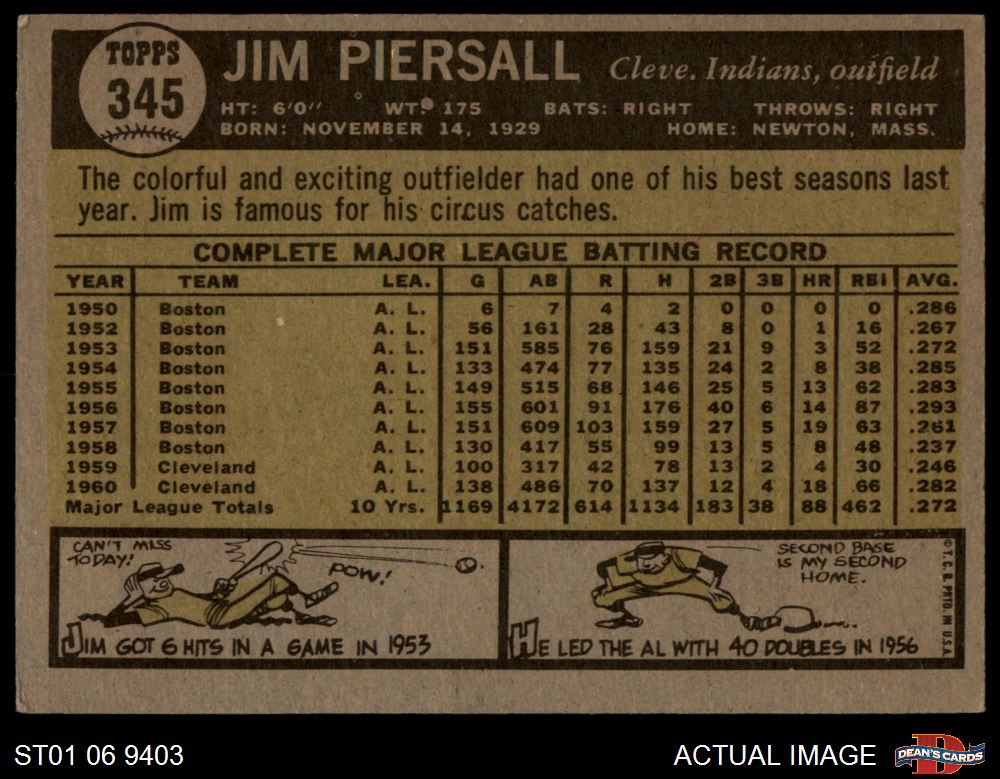 TOPPS
345
JIM PIERSALL Cleve. Indians, outfield
HT: 6'0" WT: 175 BATS: RIGHT THROWS: RIGHT
BORN: NOVEMBER 14, 1929 HOME: NEWTON, MASS.
The colorful and exciting outfielder had one of his best seasons last
year. Jim is famous for his circus catches.
COMPLETE MAJOR LEAGUE BATTING RECORD
YEAR TEAM LEA. G AB R H 2B 3B HR RBI AVG.
1950 Boston A. L. 6 7 4 2 0 0 0 0 .286
1952 Boston A. L. 56 161 28 43 8 0 1 16 .267
1953 Boston A. L. 151 585 76 159 21 9 3 52 .272
1954 Boston A. L. 133 474 77 135 24 2 8 38 .285
1955 Boston A. L. 149 515 68 146 25 5 13 62 .283
1956 Boston A. L. 155 601 91 176 40 6 14 87 .293
1957 Boston A. L. 151 609 103 159 27 5 19 63 .261
1958 Boston A. L. 130 417 55 99 13 5 8 48 .237
1959 Cleveland A. L. 100 317 42 78 13 2 4 30 .246
1960 Cleveland A. L. 138 486 70 137 12 4 18 66 .282
Major League Totals 10 Yrs. 1169 4172 614 1134 183 38 88 462 .272
CAN'T MISS
TODAY!
POW!
JIM GOT 6 HITS IN A GAME IN 1953
SECOND BASE
IS MY SECOND
HOME.
HE LED THE AL WITH 40 DOUBLES IN 1956
© T. C. G. PRTD. IN U.S.A.
ST01 06 9403 ACTUAL IMAGE
DEAN'S CARDS